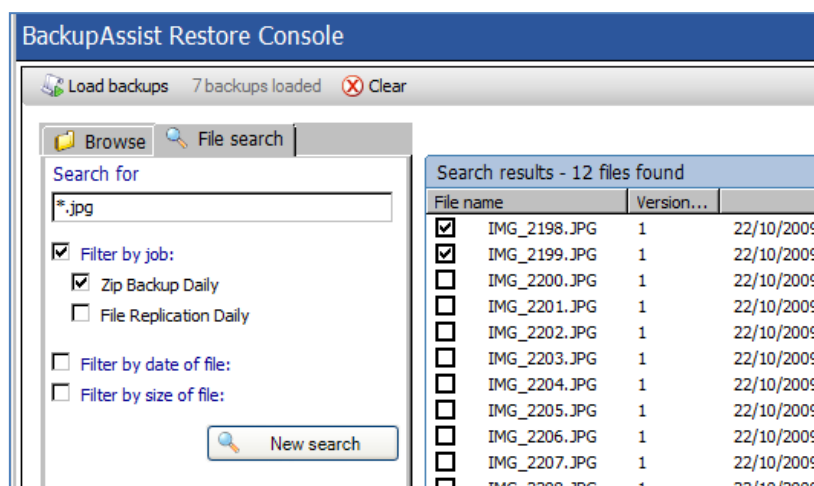 BackupAssist Restore Console
Load backups 7 backups loaded Clear
Browse File search
Search for
*.jpg
Filter by job:
Zip Backup Daily
File Replication Daily
Filter by date of file:
Filter by size of file:
New search
Search results - 12 files found
File name Version...
IMG_2198.JPG 1 22/10/2009
IMG_2199.JPG 1 22/10/2009
IMG_2200.JPG 1 22/10/2009
IMG_2201.JPG 1 22/10/2009
IMG_2202.JPG 1 22/10/2009
IMG_2203.JPG 1 22/10/2009
IMG_2204.JPG 1 22/10/2009
IMG_2205.JPG 1 22/10/2009
IMG_2206.JPG 1 22/10/2009
IMG_2207.JPG 1 22/10/2009